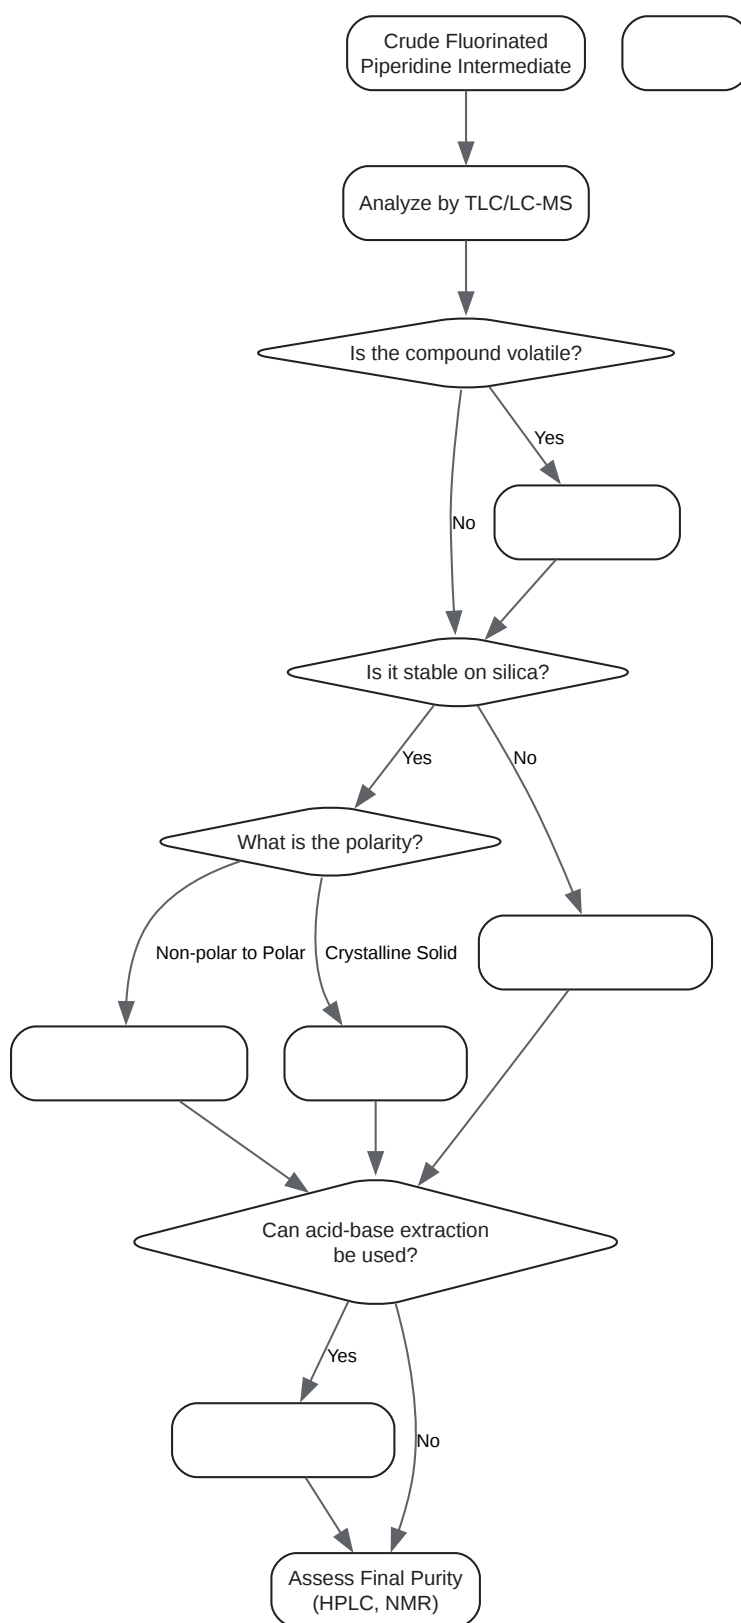 Crude Fluorinated
Piperidine Intermediate
Analyze by TLC/LC-MS
Is the compound volatile?
Yes
No
Is it stable on silica?
Yes
No
What is the polarity?
Non-polar to Polar
Crystalline Solid
Can acid-base extraction
be used?
Yes
No
Assess Final Purity
(HPLC, NMR)